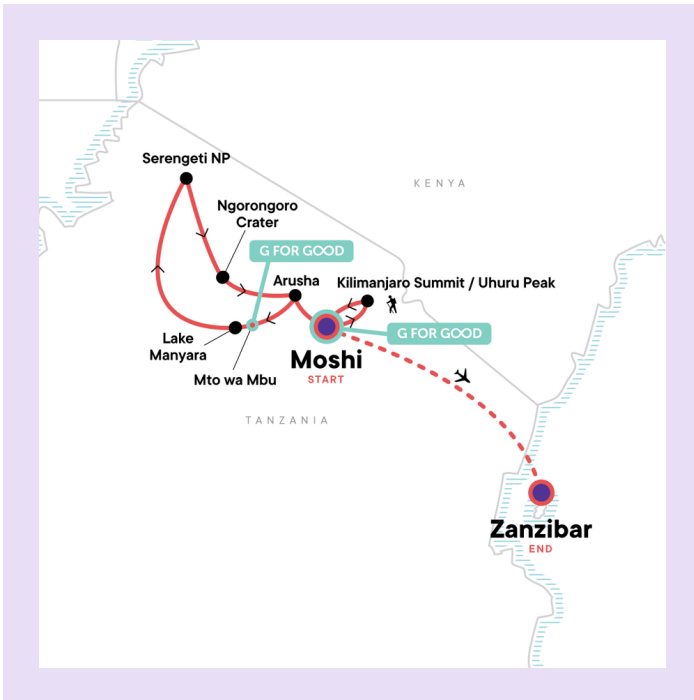 Serengeti NP
KENYA
Ngorongoro
Crater
G FOR GOOD
Arusha
Kilimanjaro Summit / Uhuru Peak
Lake
Manyara
G FOR GOOD
Moshi
START
Mto wa Mbu
TANZANIA
Zanzibar
END